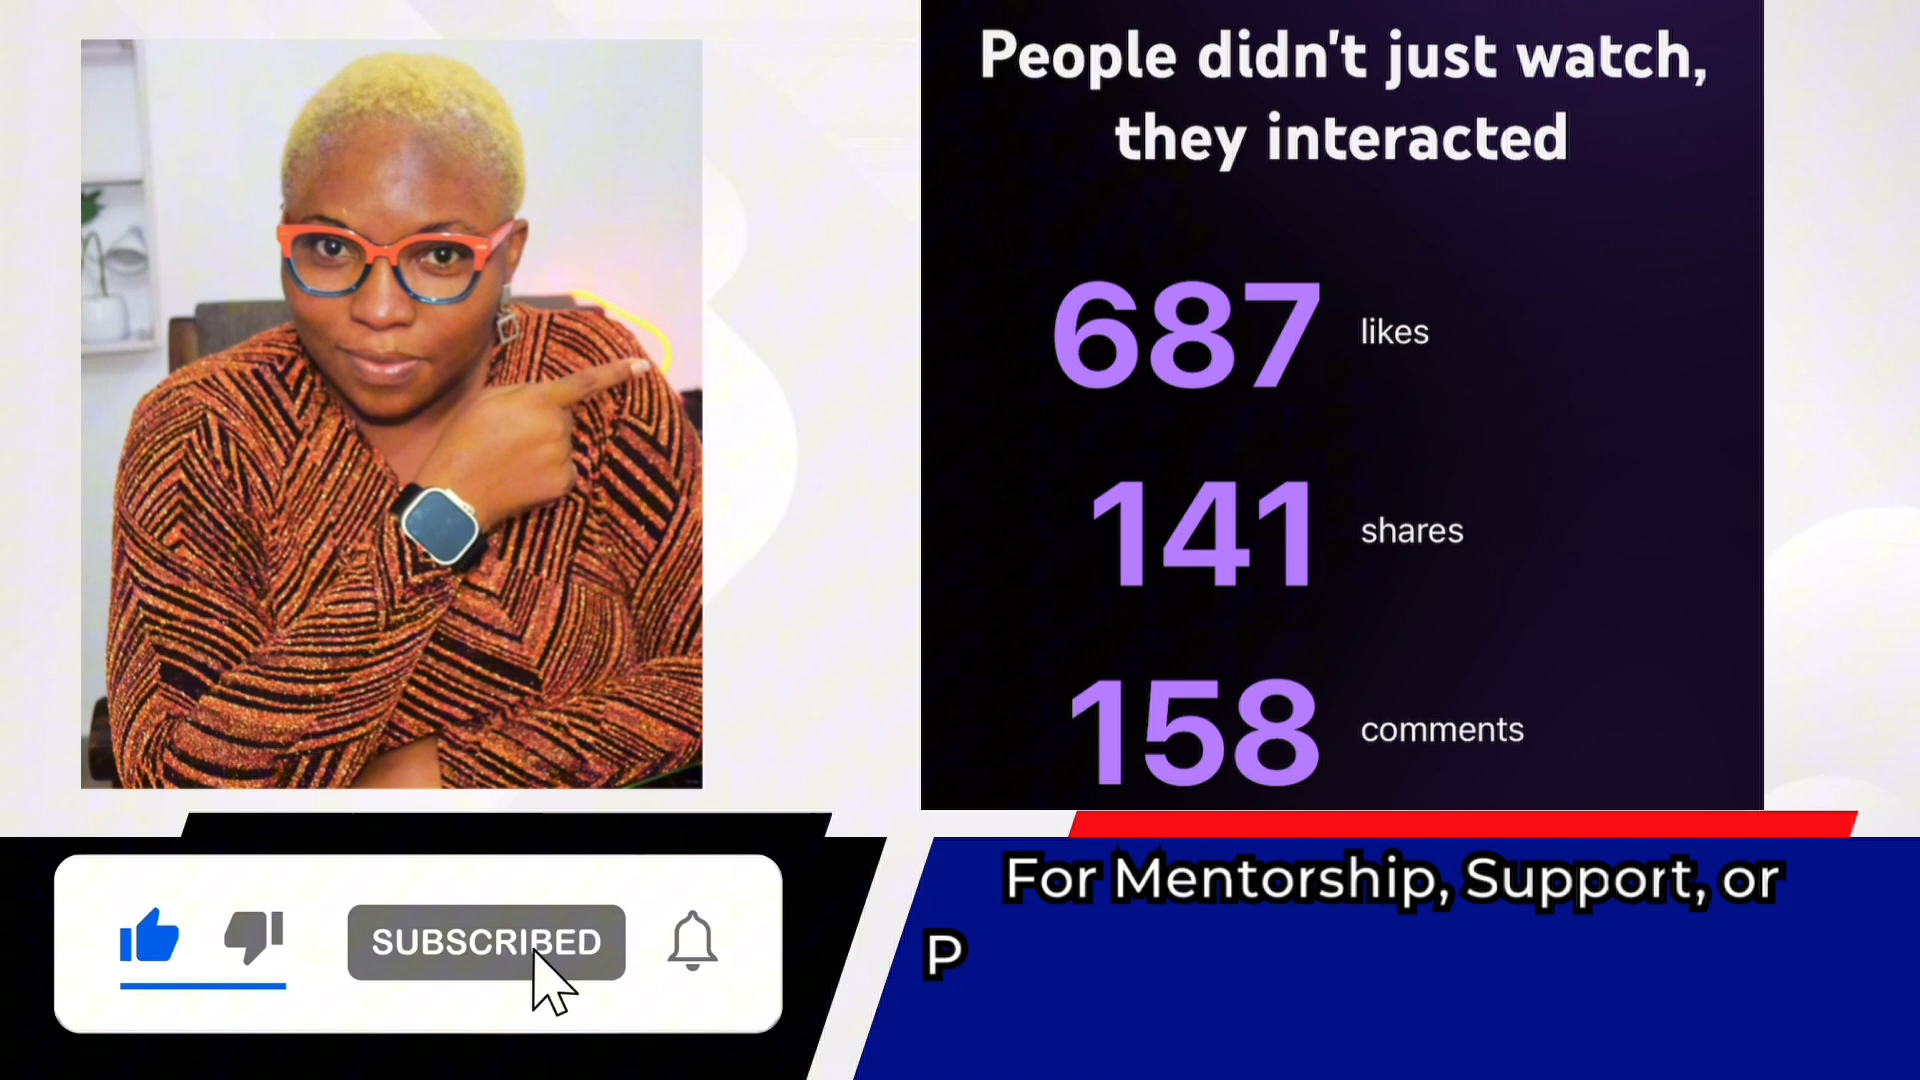 People didn't just watch,
they interacted
687 likes
141 shares
158 comments
SUBSCRIBED
For Mentorship, Support, or
P